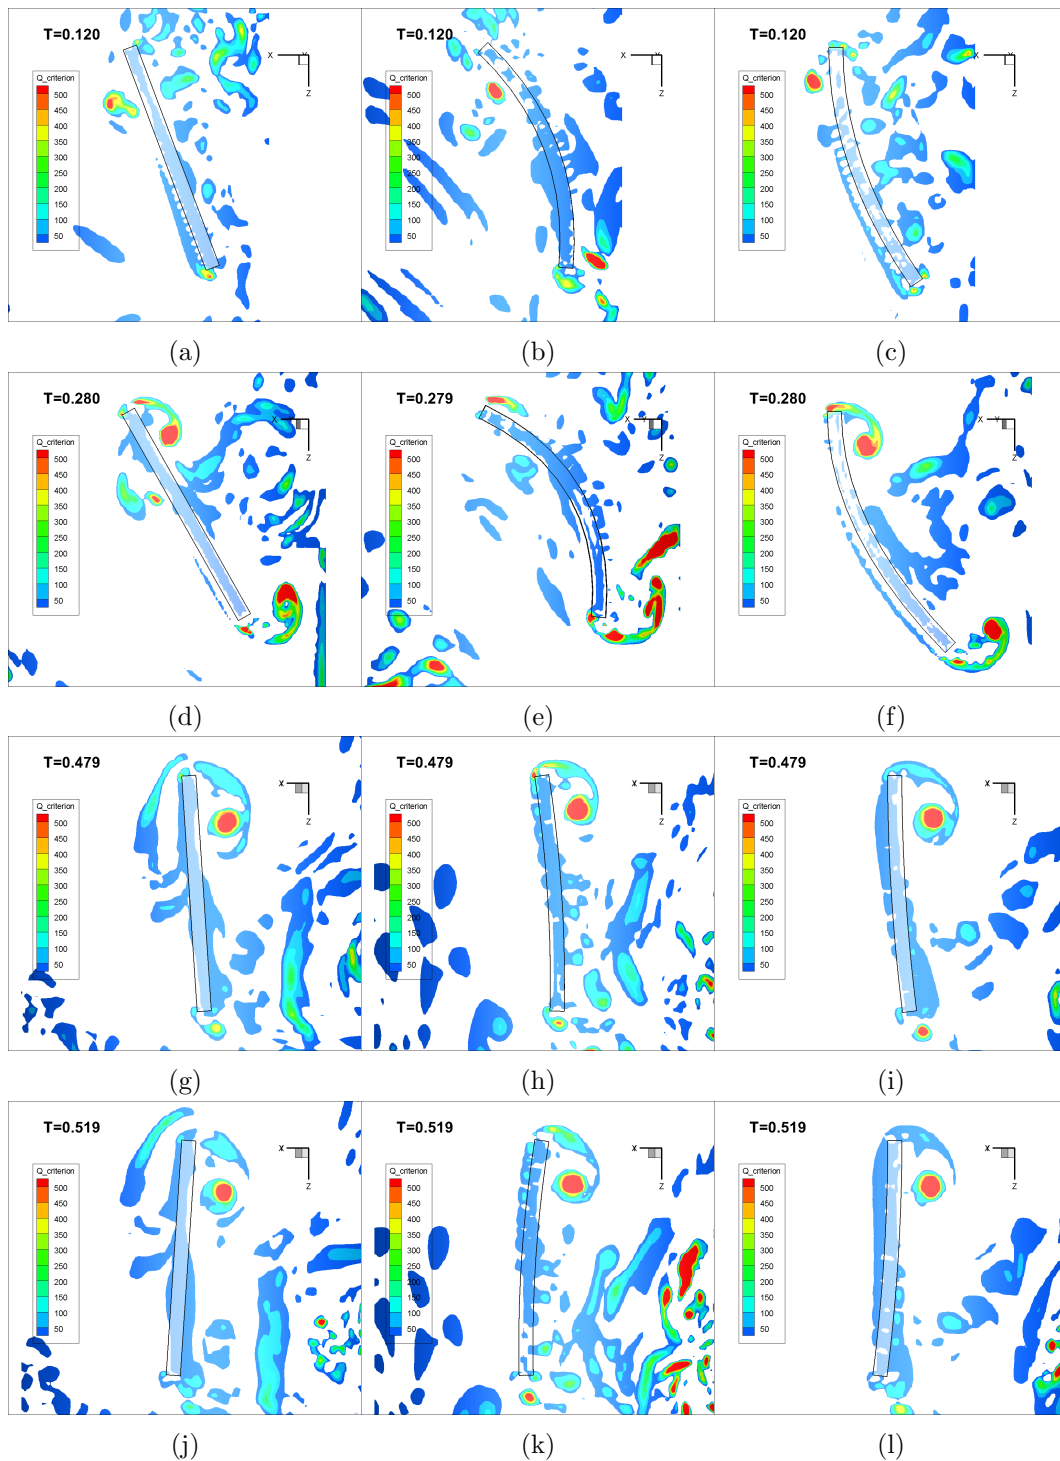 T=0.120
X
Y
Z
Q_criterion
500
450
400
350
300
250
200
150
100
50
(a)
T=0.120
X
Y
Z
Q_criterion
500
450
400
350
300
250
200
150
100
50
(b)
T=0.120
X
Y
Z
Q_criterion
500
450
400
350
300
250
200
150
100
50
(c)
T=0.280
X
Z
Q_criterion
500
450
400
350
300
250
200
150
100
50
(d)
T=0.279
X
Y
Z
Q_criterion
500
450
400
350
300
250
200
150
100
50
(e)
T=0.280
X
Y
Z
Q_criterion
500
450
400
350
300
250
200
150
100
50
(f)
T=0.479
X
Z
Q_criterion
500
450
400
350
300
250
200
150
100
50
(g)
T=0.479
X
Z
Q_criterion
500
450
400
350
300
250
200
150
100
50
(h)
T=0.479
X
Z
Q_criterion
500
450
400
350
300
250
200
150
100
50
(i)
T=0.519
X
Z
Q_criterion
500
450
400
350
300
250
200
150
100
50
(j)
T=0.519
X
Z
Q_criterion
500
450
400
350
300
250
200
150
100
50
(k)
T=0.519
X
Z
Q_criterion
500
450
400
350
300
250
200
150
100
50
(l)